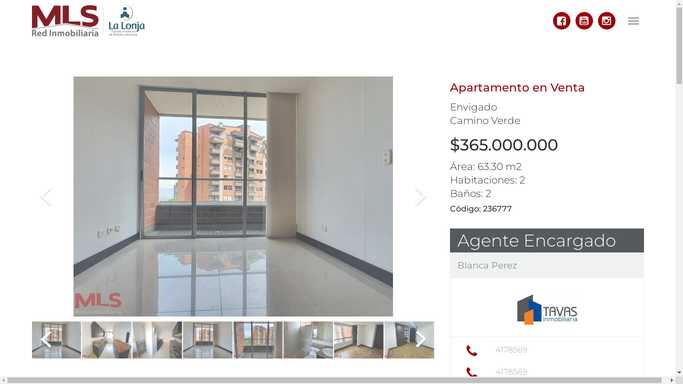 MLS
Red Inmobiliaria
La Lonja
Apartamento en Venta
Envigado
Camino Verde
$365.000.000
Área: 63.30 m2
Habitaciones: 2
Baños: 2
Código: 236777
MLS
Agente Encargado
Blanca Perez
TAVAS
inmobiliaria
4178569
4178569